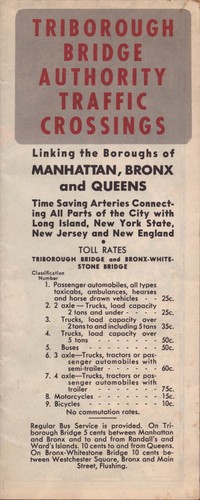 TRIBOROUGH
BRIDGE
AUTHORITY
TRAFFIC
CROSSINGS
Linking the Boroughs of
MANHATTAN, BRONX
and QUEENS
Time Saving Arteries Connect-
ing All Parts of the City with
Long Island, New York State,
New Jersey and New England
•
TOLL RATES
TRIBOROUGH BRIDGE and BRONX-WHITE-
STONE BRIDGE
Classification
Number
1. Passenger automobiles, all types
taxicabs, ambulances, hearses
and horse drawn vehicles - - 25c.
2. 2 axle—Trucks, load capacity
2 tons and under - - - - 25c.
3. Trucks, load capacity over
2 tons to and including 5 tons 35c.
4. Trucks, load capacity over
5 tons - - - - - - - 50c.
5. Buses - - - - - - - 50c.
6. 3 axle—Trucks, tractors or pas-
senger automobiles with
semi-trailer - - - - - 60c.
7. 4 axle—Trucks, tractors or pas-
senger automobiles with
trailer - - - - - - - 75c.
8. Motorcycles - - - - - - 15c.
9. Bicycles - - - - - - - 10c.
No commutation rates.
Regular Bus Service is provided. On Tri-
borough Bridge 5 cents between Manhattan
and Bronx and to and from Randall's and
Ward's Islands. 10 cents to and from Queens.
On Bronx-Whitestone Bridge 10 cents be-
tween Westchester Square, Bronx and Main
Street, Flushing.